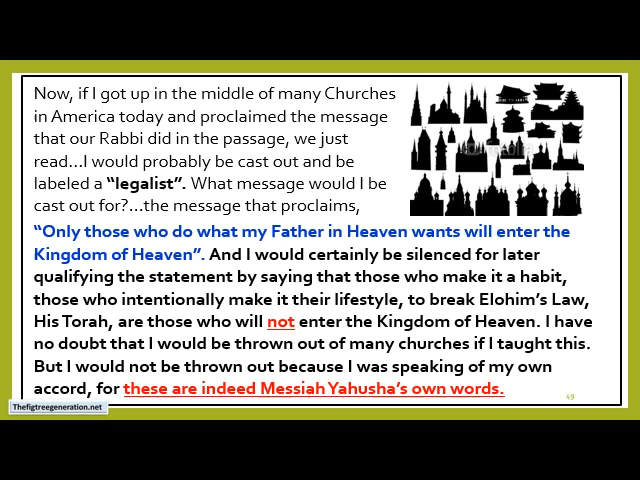 Now, if I got up in the middle of many Churches
in America today and proclaimed the message
that our Rabbi did in the passage, we just
read...I would probably be cast out and be
labeled a “legalist”. What message would I be
cast out for?...the message that proclaims,
“Only those who do what my Father in Heaven wants will enter the
Kingdom of Heaven”. And I would certainly be silenced for later
qualifying the statement by saying that those who make it a habit,
those who intentionally make it their lifestyle, to break Elohim’s Law,
His Torah, are those who will not enter the Kingdom of Heaven. I have
no doubt that I would be thrown out of many churches if I taught this.
But I would not be thrown out because I was speaking of my own
accord, for these are indeed Messiah Yahusha’s own words.
49
Thefigtreegeneration.net